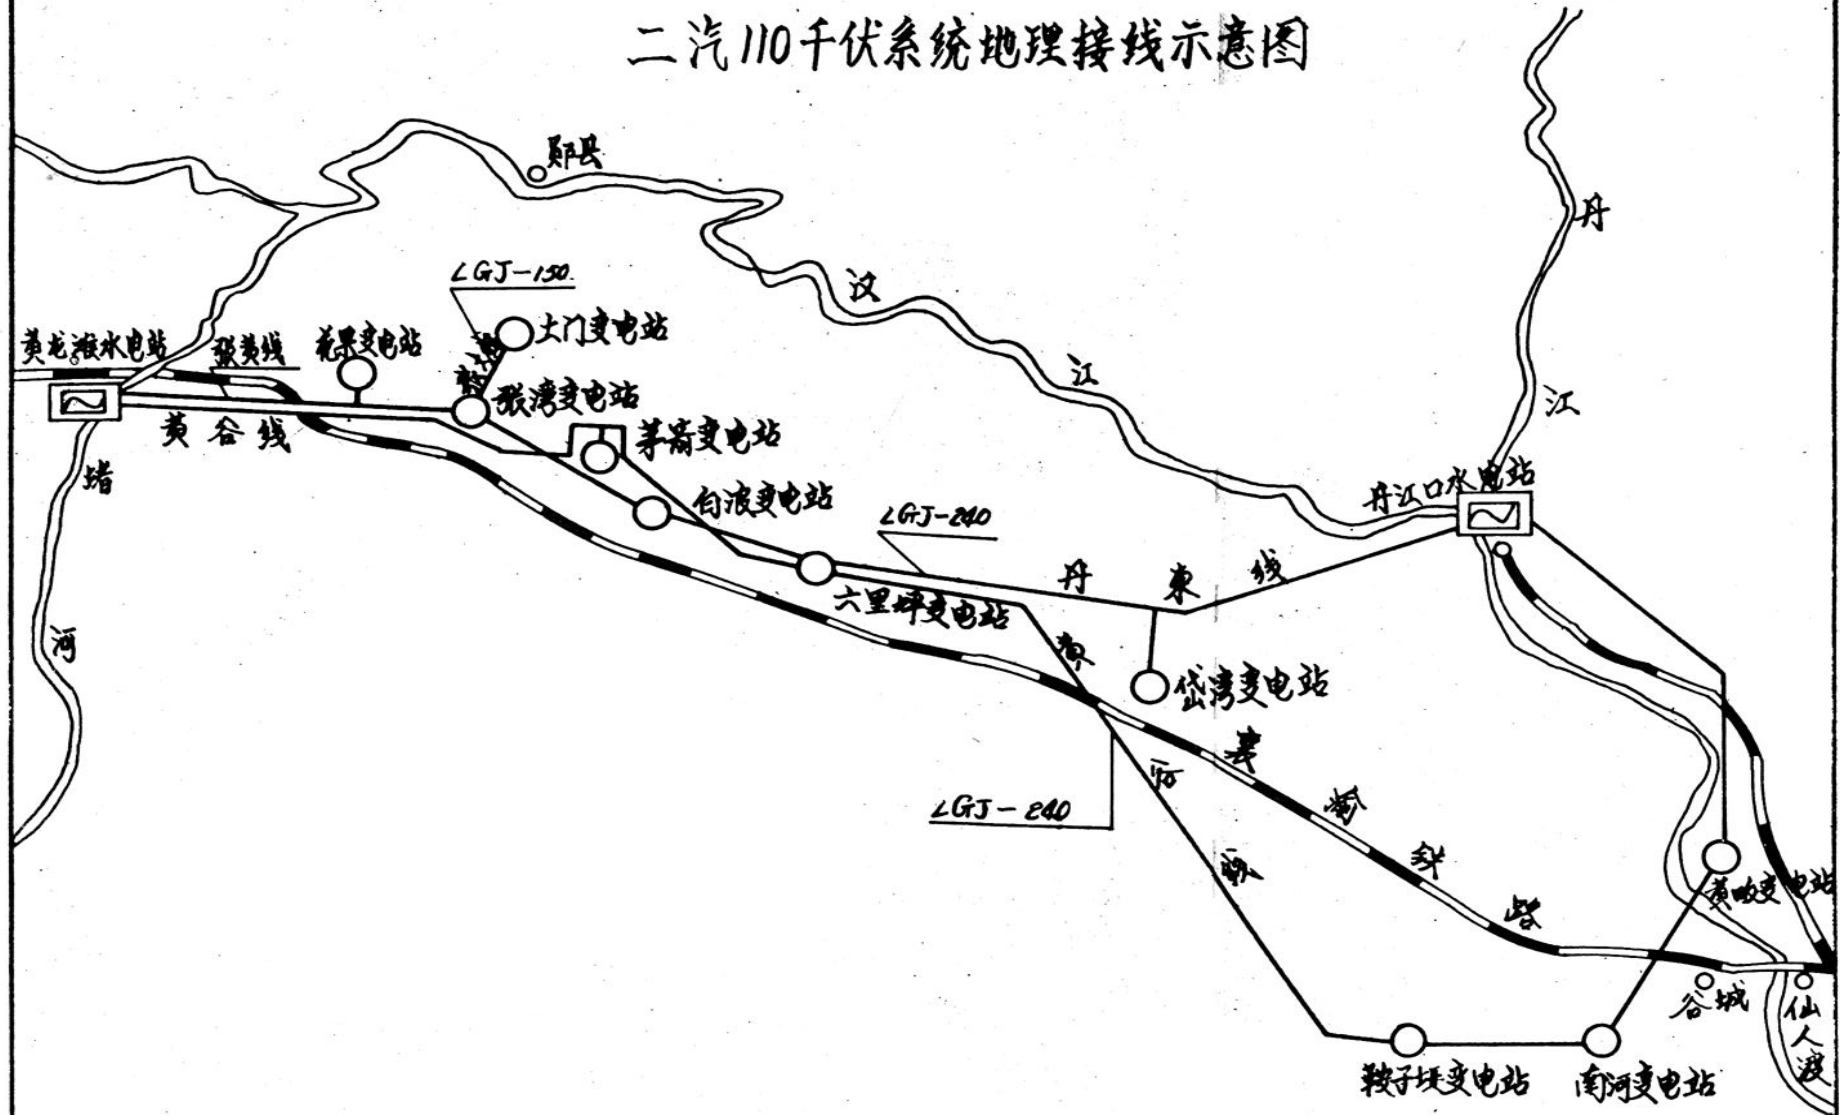 二汽110千伏系统地理接线示意图
郧县
丹
LGJ-150
汉
土门变电站
黄龙滩水电站
张黄线
花果变电站
江
张湾变电站
江
黄谷线
茅箭变电站
堵
丹江口水电站
白浪变电站
LGJ-240
丹东线
六里坪变电站
河
黄
岱湾变电站
襄
谷
渝
LGJ-240
线
铁
黄畈变电站
路
谷城
仙人渡
鞍子垭变电站
南河变电站